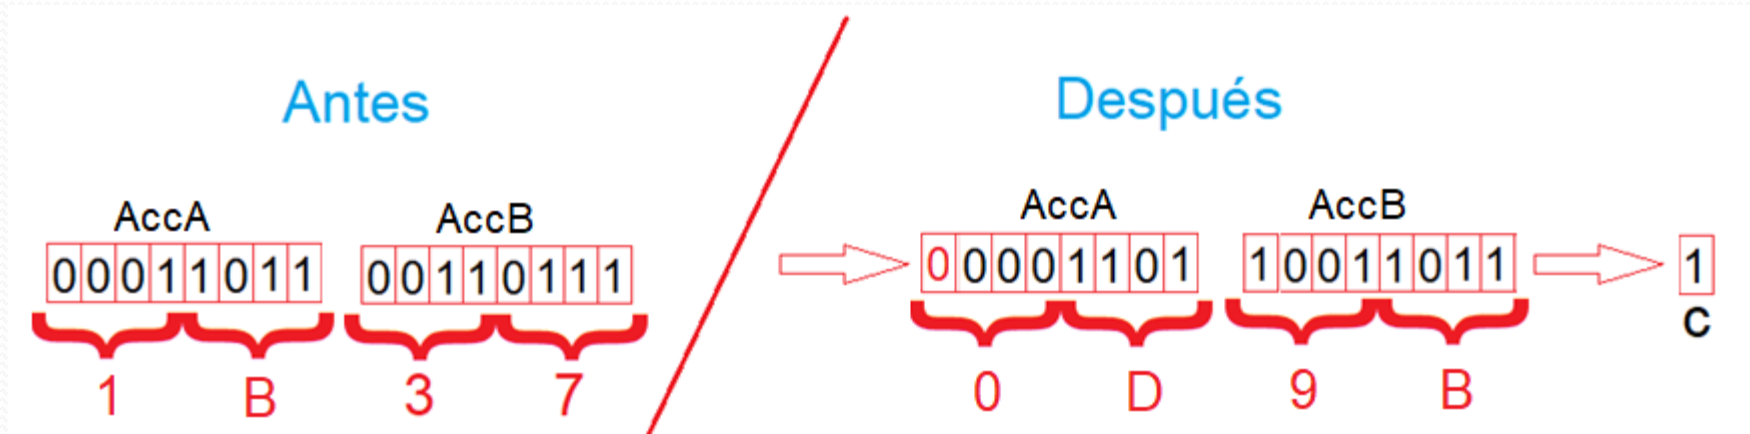 Antes
Después
AccA AccB
00011011 00110111
1 B 3 7
AccA AccB
00001101 10011011 1
C
0 D 9 B